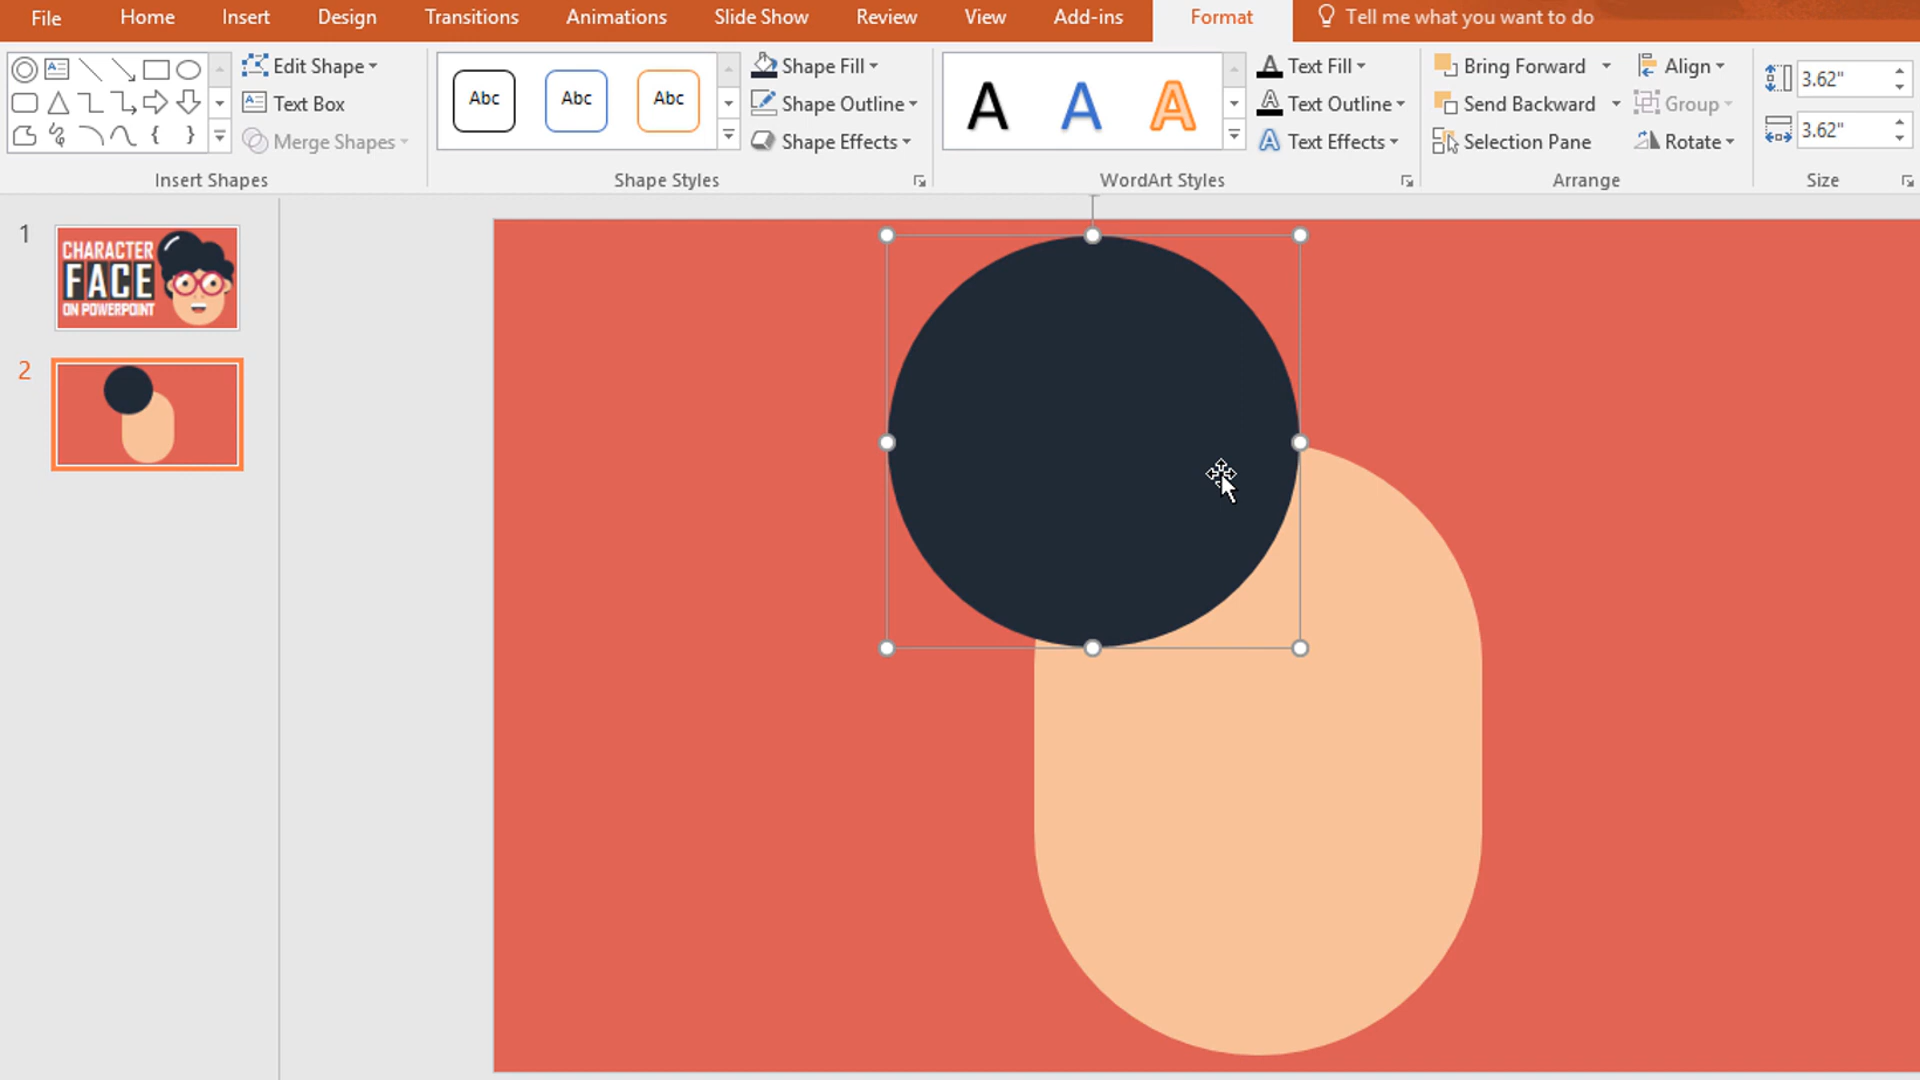 File Home Insert Design Transitions Animations Slide Show Review View Add-ins Format Tell me what you want to do
Edit Shape
Text Box
Merge Shapes
Insert Shapes
Abc Abc Abc
Shape Fill
Shape Outline
Shape Effects
Shape Styles
A A A
Text Fill
Text Outline
Text Effects
WordArt Styles
Bring Forward
Send Backward
Selection Pane
Align
Group
Rotate
Arrange
3.62"
3.62"
Size
1
CHARACTER
FACE
ON POWERPOINT
2